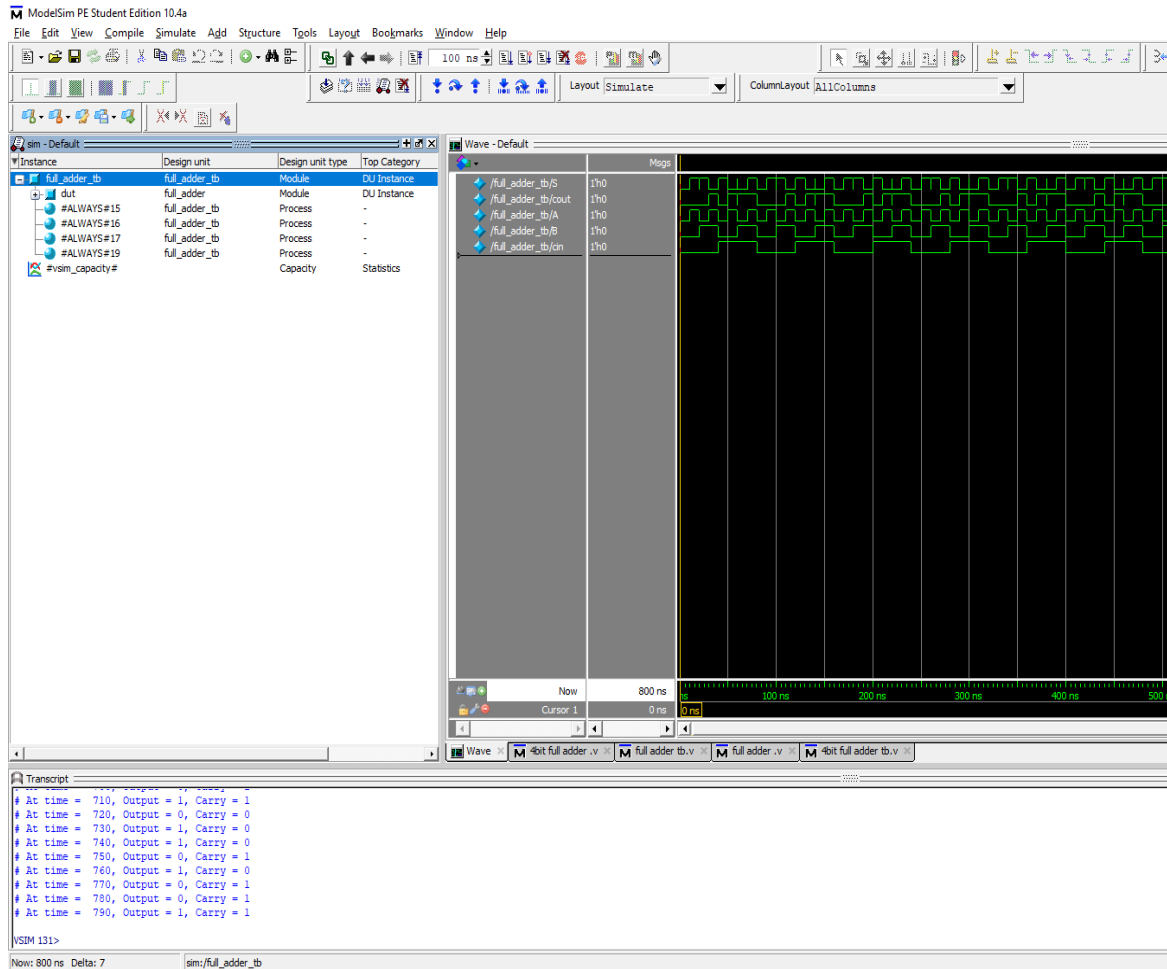 ModelSim PE Student Edition 10.4a
File Edit View Compile Simulate Add Structure Tools Layout Bookmarks Window Help
100 ns
Layout Simulate
ColumnLayout AllColumns
sim - Default
Instance Design unit Design unit type Top Category
full_adder_tb full_adder_tb Module DU Instance
dut full_adder Module DU Instance
#ALWAYS#15 full_adder_tb Process -
#ALWAYS#16 full_adder_tb Process -
#ALWAYS#17 full_adder_tb Process -
#ALWAYS#19 full_adder_tb Process -
#vsim_capacity# Capacity Statistics
Wave - Default
Msgs
/full_adder_tb/S 1'h0
/full_adder_tb/cout 1'h0
/full_adder_tb/A 1'h0
/full_adder_tb/B 1'h0
/full_adder_tb/cin 1'h0
Now 800 ns
100 ns 200 ns 300 ns 400 ns 500
Cursor 1 0 ns 0 ns
Wave 4bit full adder .v full adder tb.v full adder .v 4bit full adder tb.v
Transcript
# At time = 710, Output = 1, Carry = 1
# At time = 720, Output = 0, Carry = 0
# At time = 730, Output = 1, Carry = 0
# At time = 740, Output = 1, Carry = 0
# At time = 750, Output = 0, Carry = 1
# At time = 760, Output = 1, Carry = 0
# At time = 770, Output = 0, Carry = 1
# At time = 780, Output = 0, Carry = 1
# At time = 790, Output = 1, Carry = 1
VSIM 131>
Now: 800 ns Delta: 7 sim:/full_adder_tb